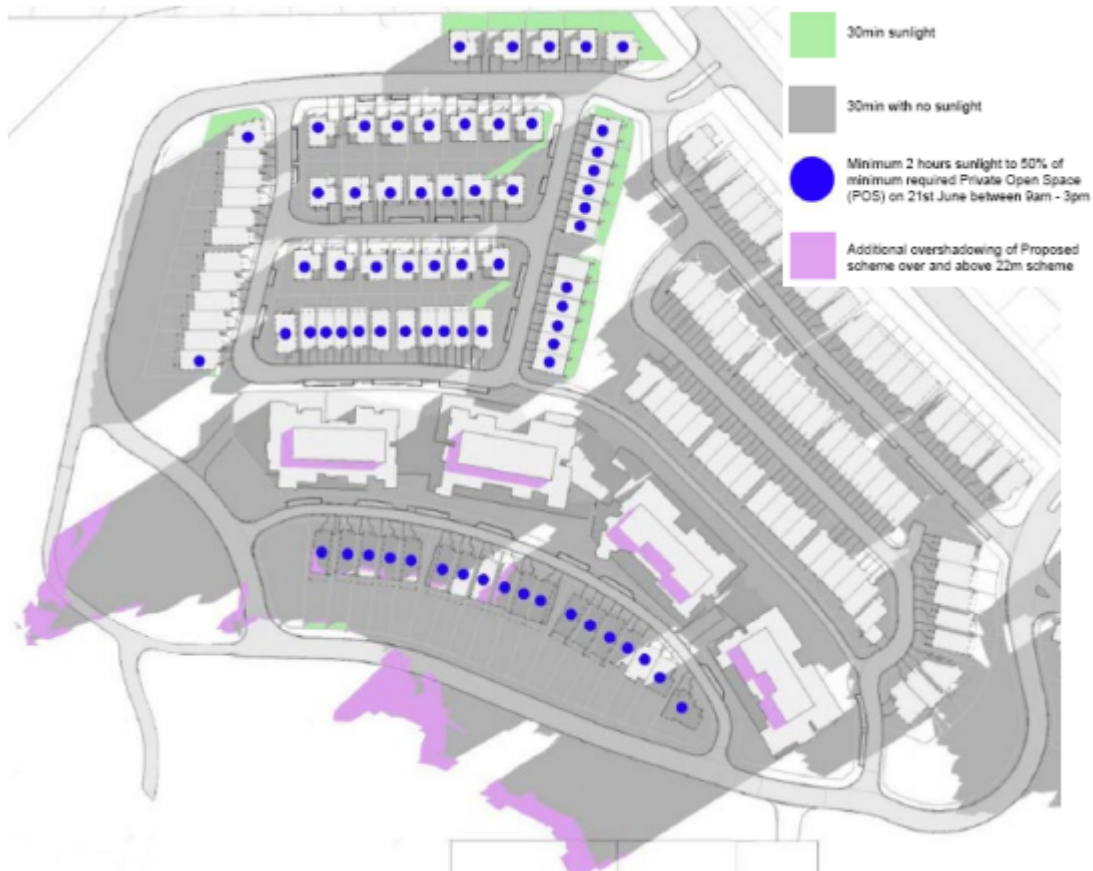 30min sunlight
30min with no sunlight
Minimum 2 hours sunlight to 50% of
minimum required Private Open Space
(POS) on 21st June between 9am - 3pm
Additional overshadowing of Proposed
scheme over and above 22m scheme